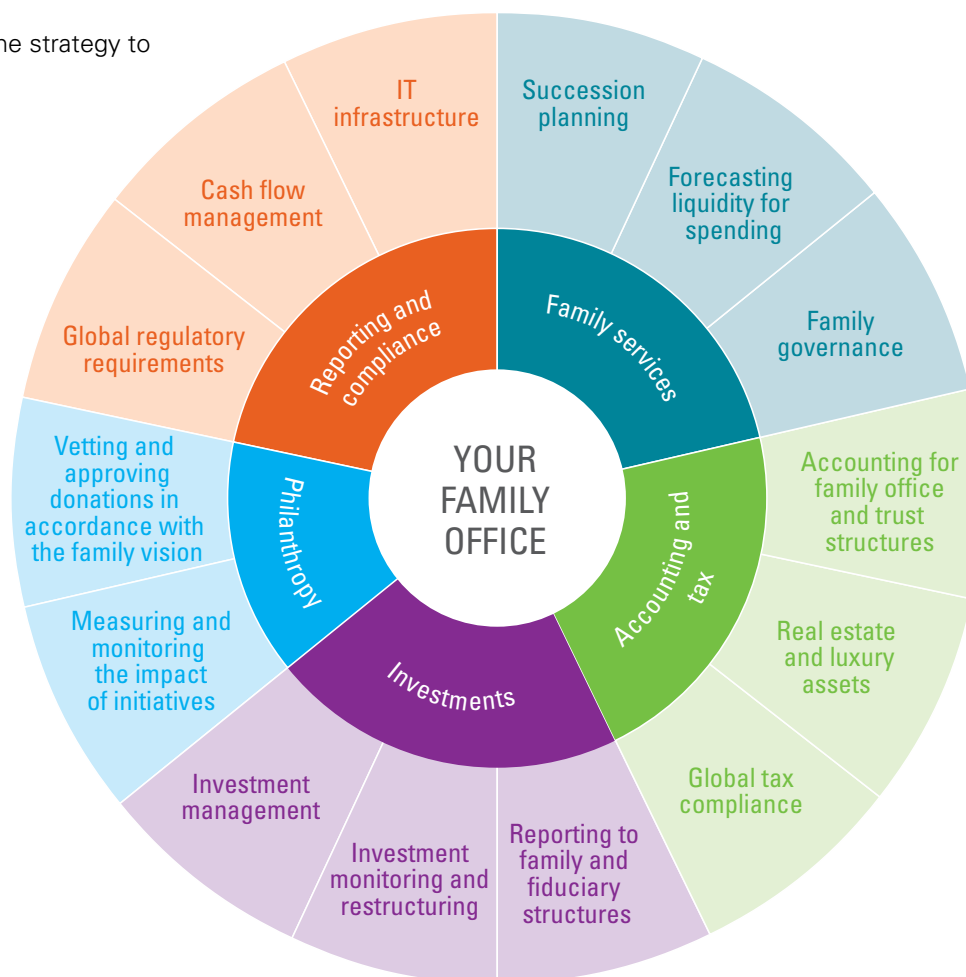 he strategy to
IT
infrastructure
Succession
planning
Cash flow
management
Forecasting
liquidity for
spending
Global regulatory
requirements
Family
governance
Reporting and
compliance
Family services
YOUR
FAMILY
OFFICE
Vetting and
approving
donations in
accordance with
the family vision
Philanthropy
Accounting and
tax
Accounting for
family office
and trust
structures
Measuring and
monitoring
the impact
of initiatives
Real estate
and luxury
assets
Investments
Investment
management
Investment
monitoring and
restructuring
Reporting to
family and
fiduciary
structures
Global tax
compliance